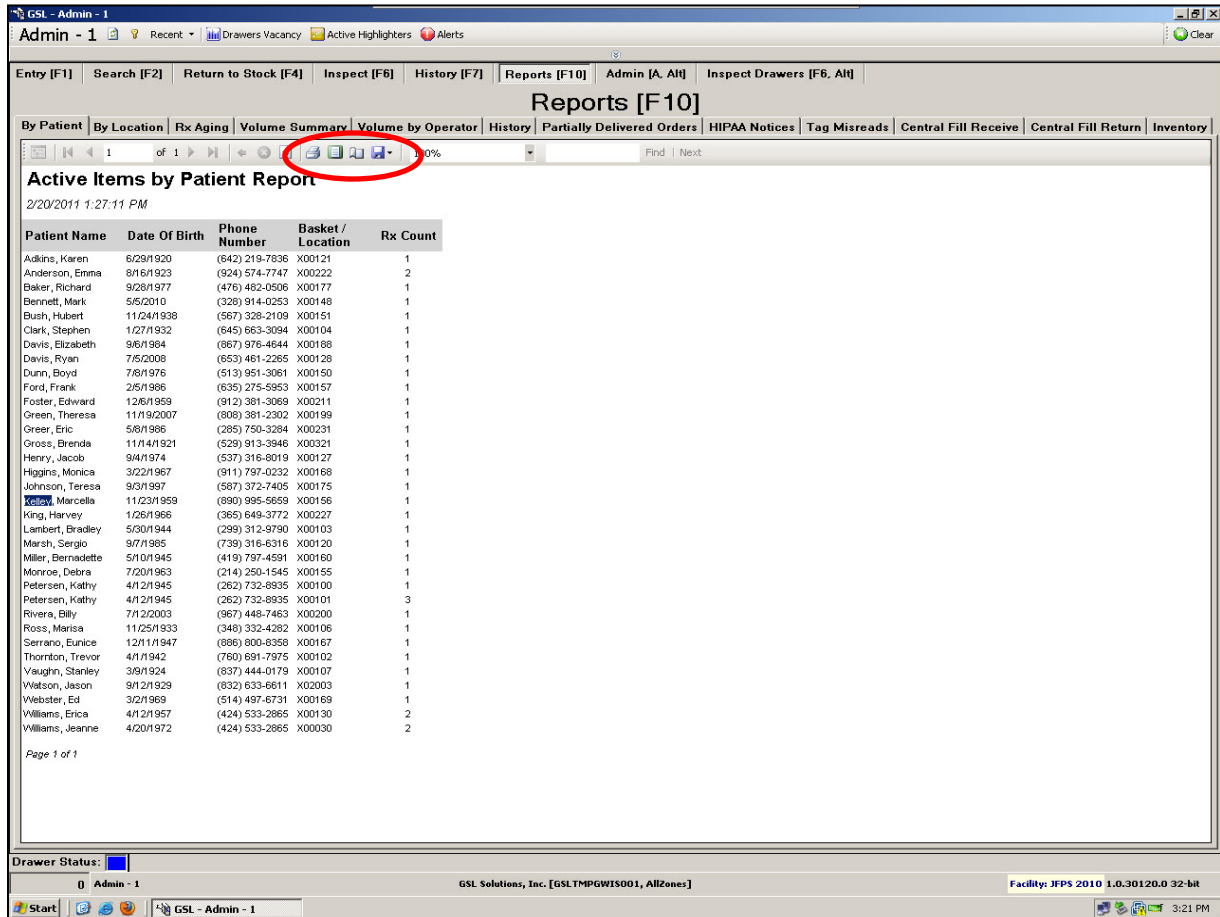 GSL - Admin - 1
Admin - 1 Recent Drawers Vacancy Active Highlighters Alerts Clear
Entry [F1] Search [F2] Return to Stock [F4] Inspect [F6] History [F7] Reports [F10] Admin [A, Alt] Inspect Drawers [F6, Alt]
Reports [F10]
By Patient By Location Rx Aging Volume Summary Volume by Operator History Partially Delivered Orders HIPAA Notices Tag Misreads Central Fill Receive Central Fill Return Inventory
1 of 1 100% Find | Next
Active Items by Patient Report
2/20/2011 1:27:11 PM
Patient Name Date Of Birth Phone Number Basket / Location Rx Count
Adkins, Karen 6/29/1920 (642) 219-7836 X00121 1
Anderson, Emma 8/16/1923 (924) 574-7747 X00222 2
Baker, Richard 9/28/1977 (476) 482-0506 X00177 1
Bennett, Mark 5/5/2010 (328) 914-0253 X00148 1
Bush, Hubert 11/24/1938 (567) 328-2109 X00151 1
Clark, Stephen 1/27/1932 (645) 663-3094 X00104 1
Davis, Elizabeth 9/6/1984 (867) 976-4644 X00188 1
Davis, Ryan 7/5/2008 (653) 461-2265 X00128 1
Dunn, Boyd 7/8/1976 (513) 951-3061 X00150 1
Ford, Frank 2/5/1986 (635) 275-5953 X00157 1
Foster, Edward 12/6/1959 (912) 381-3069 X00211 1
Green, Theresa 11/19/2007 (808) 381-2302 X00199 1
Greer, Eric 5/8/1986 (285) 750-3284 X00231 1
Gross, Brenda 11/14/1921 (529) 913-3946 X00321 1
Henry, Jacob 9/4/1974 (537) 316-8019 X00127 1
Higgins, Monica 3/22/1967 (911) 797-0232 X00168 1
Johnson, Teresa 9/3/1997 (587) 372-7405 X00175 1
Kelley, Marcella 11/23/1959 (890) 995-5659 X00156 1
King, Harvey 1/26/1966 (365) 649-3772 X00227 1
Lambert, Bradley 5/30/1944 (299) 312-9790 X00103 1
Marsh, Sergio 9/7/1985 (739) 316-6316 X00120 1
Miller, Bernadette 5/10/1945 (419) 797-4591 X00160 1
Monroe, Debra 7/20/1963 (214) 250-1545 X00155 1
Petersen, Kathy 4/12/1945 (262) 732-8935 X00100 1
Petersen, Kathy 4/12/1945 (262) 732-8935 X00101 3
Rivera, Billy 7/12/2003 (967) 448-7463 X00200 1
Ross, Marisa 11/25/1933 (348) 332-4282 X00106 1
Serrano, Eunice 12/11/1947 (886) 800-8358 X00167 1
Thornton, Trevor 4/1/1942 (760) 691-7975 X00102 1
Vaughn, Stanley 3/9/1924 (837) 444-0179 X00107 1
Watson, Jason 9/12/1929 (832) 633-6611 X02003 1
Webster, Ed 3/2/1969 (514) 497-6731 X00169 1
Williams, Erica 4/12/1957 (424) 533-2865 X00130 2
Williams, Jeanne 4/20/1972 (424) 533-2865 X00030 2
Page 1 of 1
Drawer Status:
0 Admin - 1 GSL Solutions, Inc. [GSLTMPGWIS001, AllZones] Facility: JFPS 2010 1.0.30120.0 32-bit
Start GSL - Admin - 1 3:21 PM